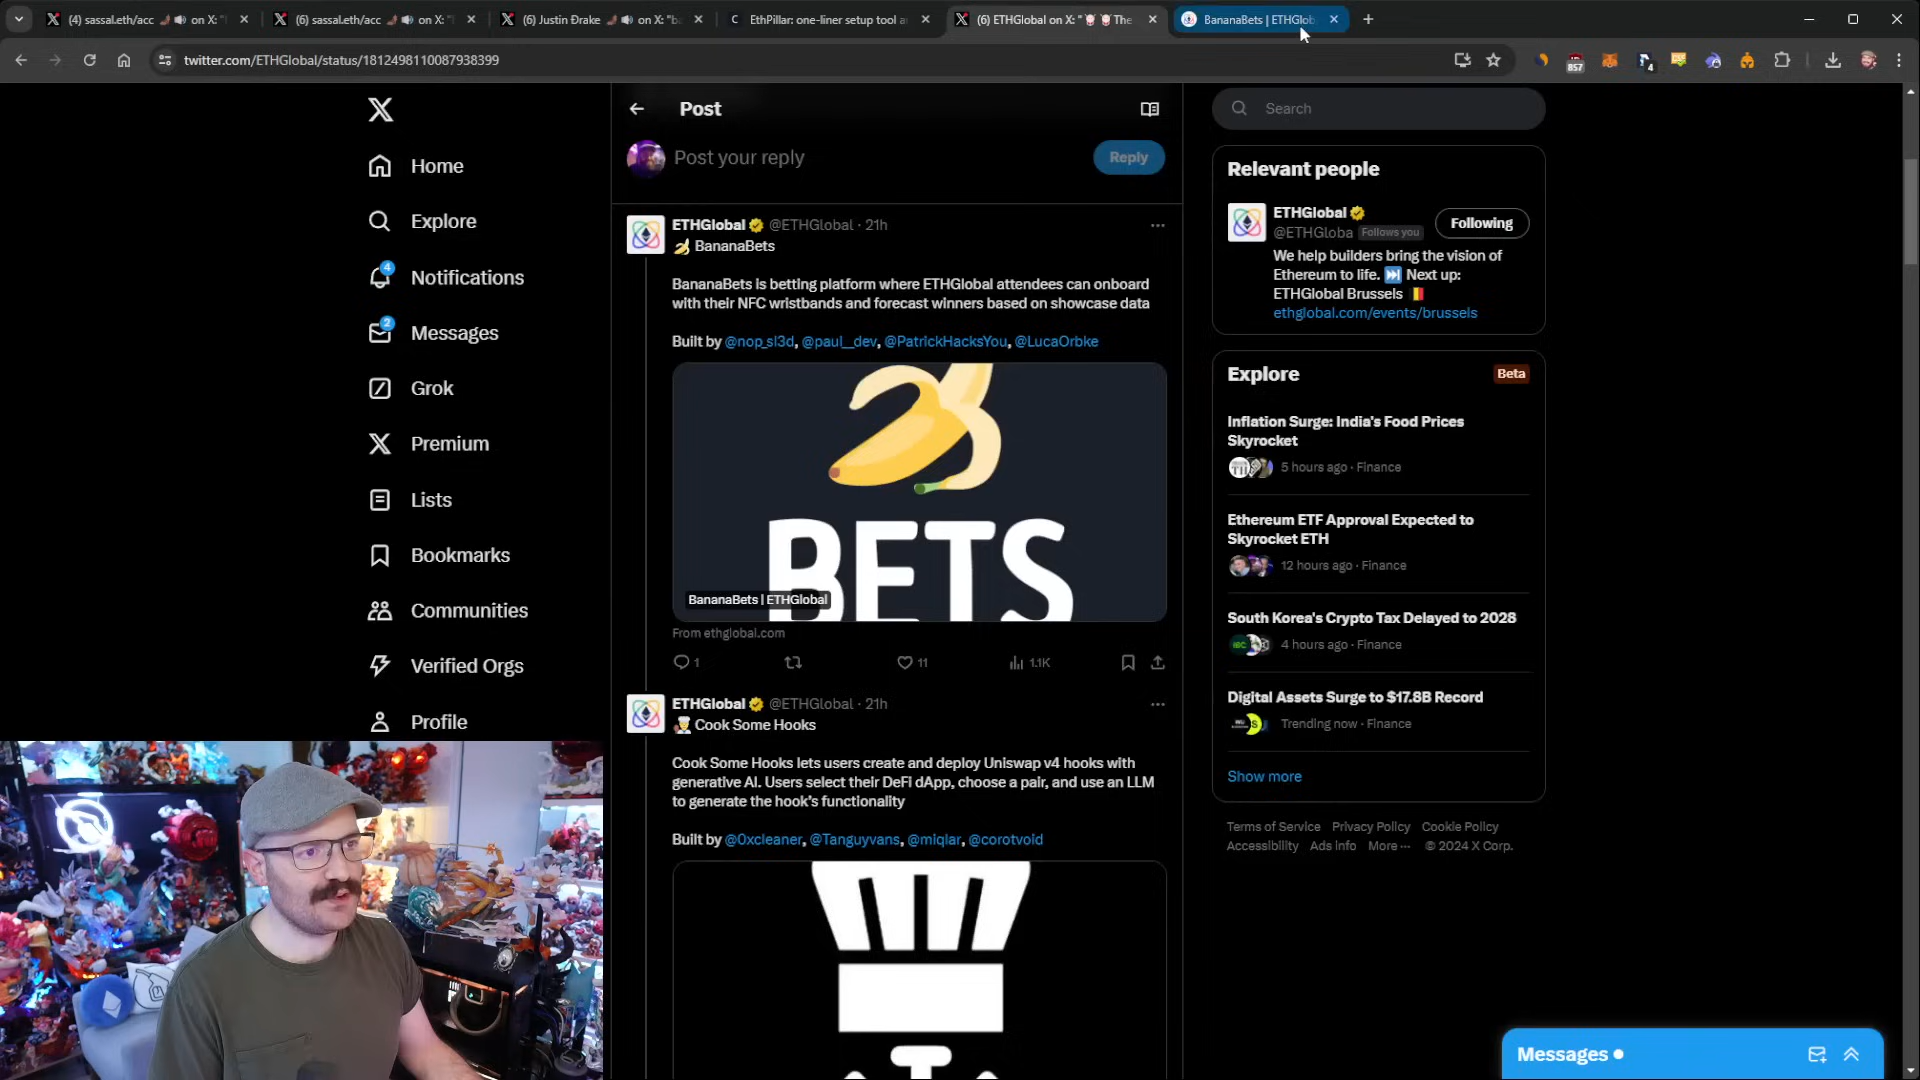 (4) sassal.eth/acc on X: "
(6) sassal.eth/acc on X: "
(6) Justin Ðrake on X: "b
EthPillar: one-liner setup tool a
(6) ETHGlobal on X: " The
BananaBets | ETHGlob
twitter.com/ETHGlobal/status/1812498110087938399
857
4
Home
Explore
4
Notifications
2
Messages
Grok
Premium
Lists
Bookmarks
Communities
Verified Orgs
Profile
Post
Post your reply
Reply
ETHGlobal @ETHGlobal · 21h
🍌 BananaBets
BananaBets is betting platform where ETHGlobal attendees can onboard
with their NFC wristbands and forecast winners based on showcase data
Built by @nop_sl3d, @paul__dev, @PatrickHacksYou, @LucaOrbke
BETS
BananaBets | ETHGlobal
From ethglobal.com
1
11
1.1K
ETHGlobal @ETHGlobal · 21h
Cook Some Hooks
Cook Some Hooks lets users create and deploy Uniswap v4 hooks with
generative AI. Users select their DeFi dApp, choose a pair, and use an LLM
to generate the hook's functionality
Built by @0xcleaner, @Tanguyvans, @miqlar, @corotvoid
Search
Relevant people
ETHGlobal
@ETHGloba Follows you
Following
We help builders bring the vision of
Ethereum to life. ⏭️ Next up:
ETHGlobal Brussels 🇧🇪
ethglobal.com/events/brussels
Explore
Beta
Inflation Surge: India's Food Prices
Skyrocket
5 hours ago · Finance
Ethereum ETF Approval Expected to
Skyrocket ETH
12 hours ago · Finance
South Korea's Crypto Tax Delayed to 2028
4 hours ago · Finance
Digital Assets Surge to $17.8B Record
Trending now · Finance
Show more
Terms of Service Privacy Policy Cookie Policy
Accessibility Ads info More ··· © 2024 X Corp.
Messages